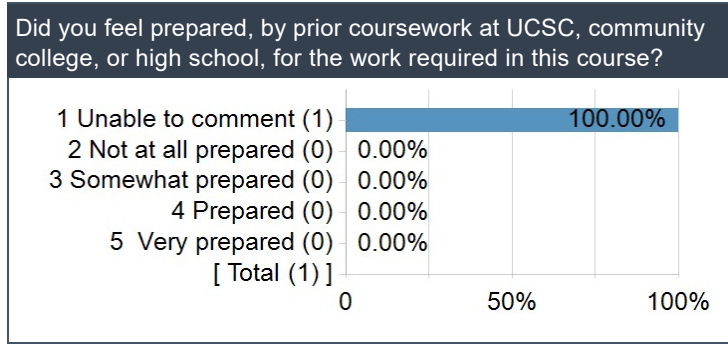 Did you feel prepared, by prior coursework at UCSC, community
college, or high school, for the work required in this course?
1 Unable to comment (1) 100.00%
2 Not at all prepared (0) 0.00%
3 Somewhat prepared (0) 0.00%
4 Prepared (0) 0.00%
5 Very prepared (0) 0.00%
[ Total (1) ]
0 50% 100%